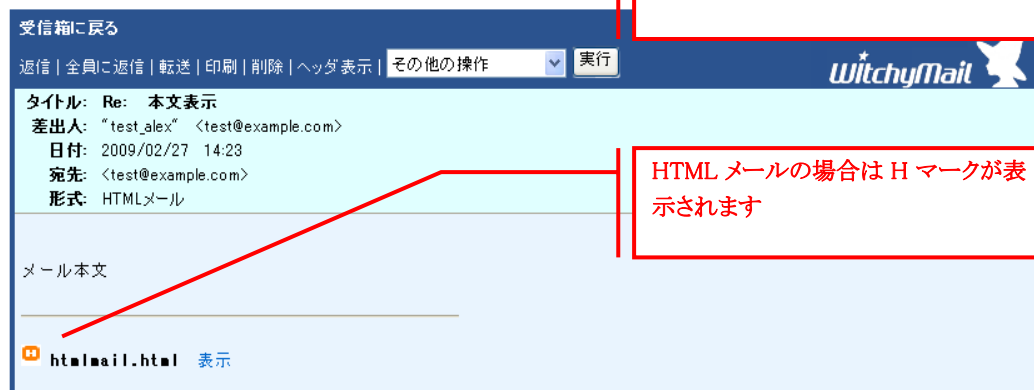 受信箱に戻る
返信 | 全員に返信 | 転送 | 印刷 | 削除 | ヘッダ表示 | その他の操作 実行
WitchyMail
タイトル: Re: 本文表示
差出人: "test_alex" <test@example.com>
日付: 2009/02/27 14:23
宛先: <test@example.com>
形式: HTMLメール
HTML メールの場合は H マークが表
示されます
メール本文
H htmlmail.html 表示